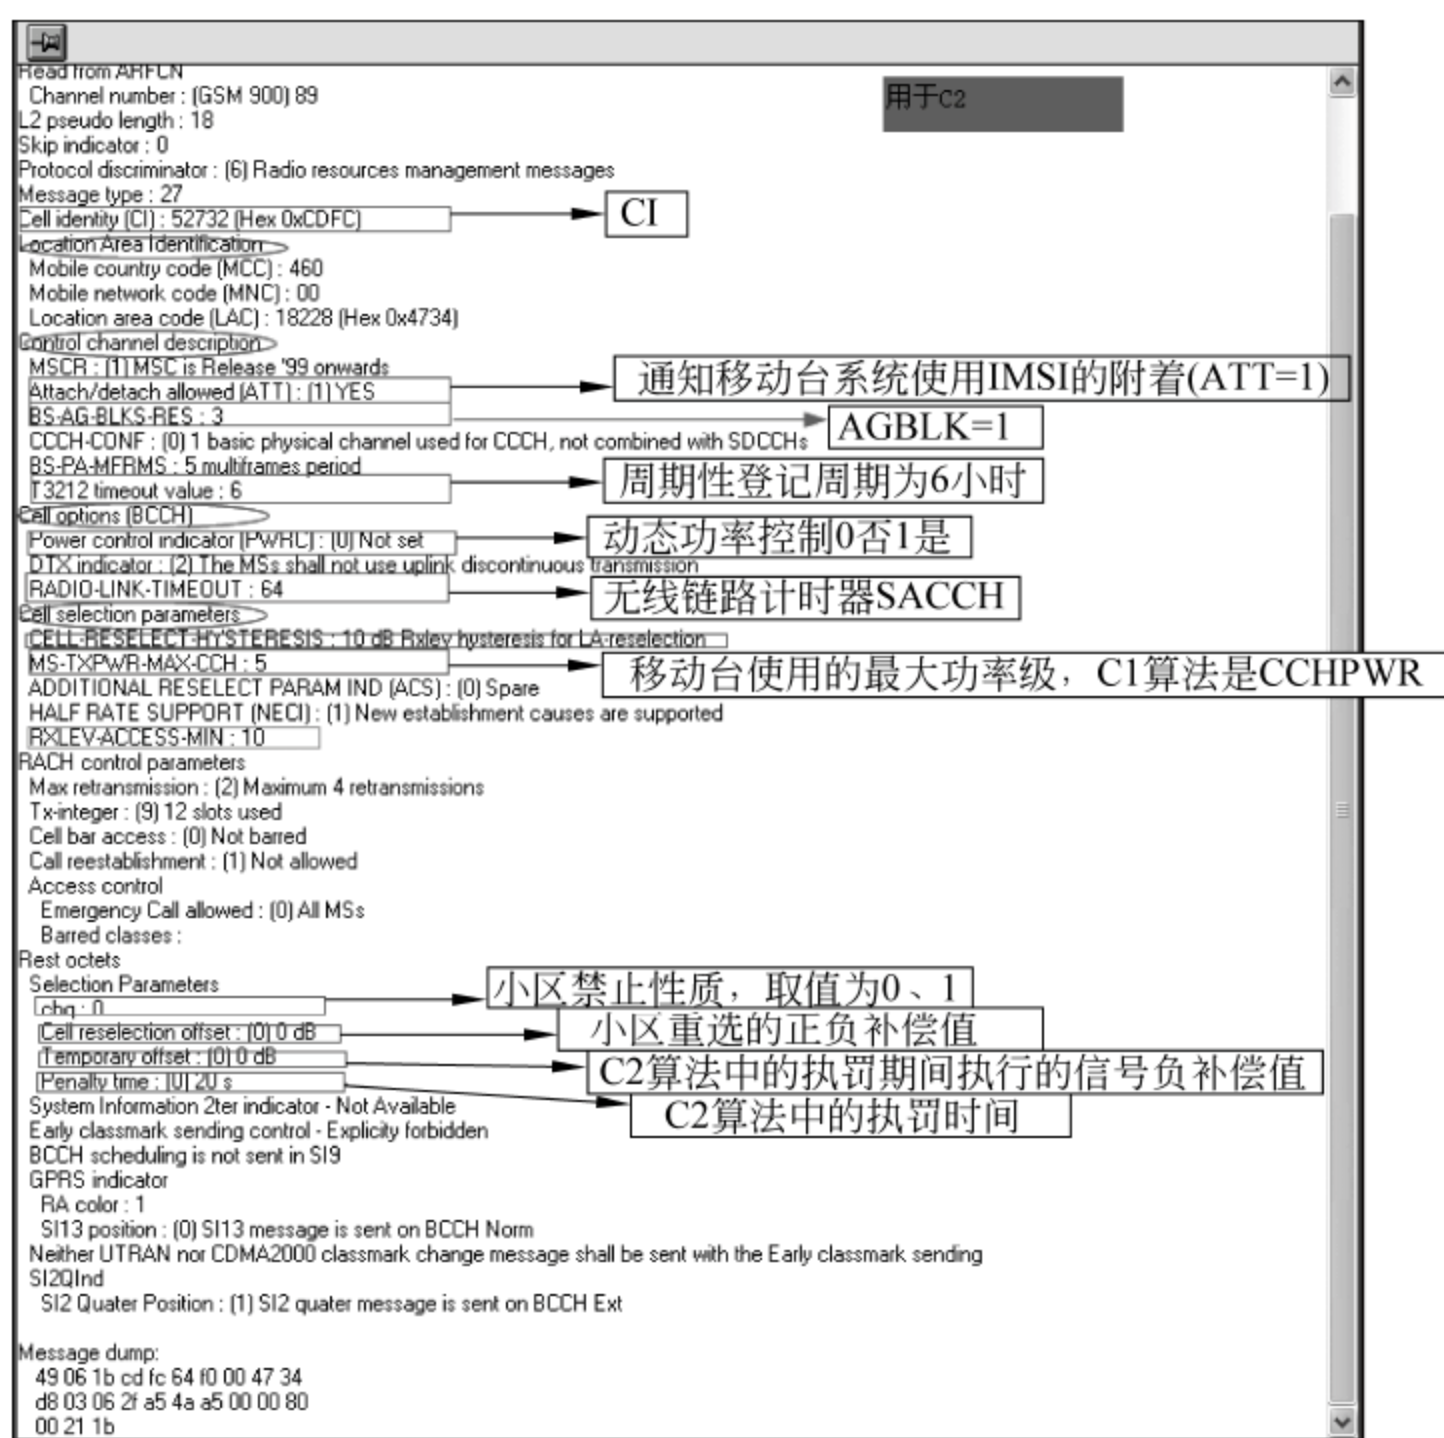 Read from ARFCN
Channel number : (GSM 900) 89
用于C2
L2 pseudo length : 18
Skip indicator : 0
Protocol discriminator : (6) Radio resources management messages
Message type : 27
Cell identity (CI) : 52732 (Hex 0xCDFC)
CI
Location Area Identification
Mobile country code (MCC) : 460
Mobile network code (MNC) : 00
Location area code (LAC) : 18228 (Hex 0x4734)
Control channel description
MSCR : (1) MSC is Release '99 onwards
Attach/detach allowed (ATT) : (1) YES
通知移动台系统使用IMSI的附着(ATT=1)
BS-AG-BLKS-RES : 3
AGBLK=1
CCCH-CONF : (0) 1 basic physical channel used for CCCH, not combined with SDCCHs
BS-PA-MFRMS : 5 multiframes period
T3212 timeout value : 6
周期性登记周期为6小时
Cell options (BCCH)
Power control indicator (PWRC) : (0) Not set
动态功率控制0否1是
DTX indicator : (2) The MSs shall not use uplink discontinuous transmission
RADIO-LINK-TIMEOUT : 64
无线链路计时器SACCH
Cell selection parameters
CELL-RESELECT-HYSTERESIS : 10 dB Rxlev hysteresis for LA-reselection
MS-TXPWR-MAX-CCH : 5
移动台使用的最大功率级，C1算法是CCHPWR
ADDITIONAL RESELECT PARAM IND (ACS) : (0) Spare
HALF RATE SUPPORT (NECI) : (1) New establishment causes are supported
RXLEV-ACCESS-MIN : 10
RACH control parameters
Max retransmission : (2) Maximum 4 retransmissions
Tx-integer : (9) 12 slots used
Cell bar access : (0) Not barred
Call reestablishment : (1) Not allowed
Access control
Emergency Call allowed : (0) All MSs
Barred classes :
Rest octets
Selection Parameters
cbq : 0
小区禁止性质，取值为0、1
Cell reselection offset : (0) 0 dB
小区重选的正负补偿值
Temporary offset : (0) 0 dB
C2算法中的执罚期间执行的信号负补偿值
Penalty time : (0) 20 s
C2算法中的执罚时间
System Information 2ter indicator - Not Available
Early classmark sending control - Explicity forbidden
BCCH scheduling is not sent in SI9
GPRS indicator
RA color : 1
SI13 position : (0) SI13 message is sent on BCCH Norm
Neither UTRAN nor CDMA2000 classmark change message shall be sent with the Early classmark sending
SI2QInd
SI2 Quater Position : (1) SI2 quater message is sent on BCCH Ext
Message dump:
49 06 1b cd fc 64 f0 00 47 34
d8 03 06 2f a5 4a a5 00 00 80
00 21 1b